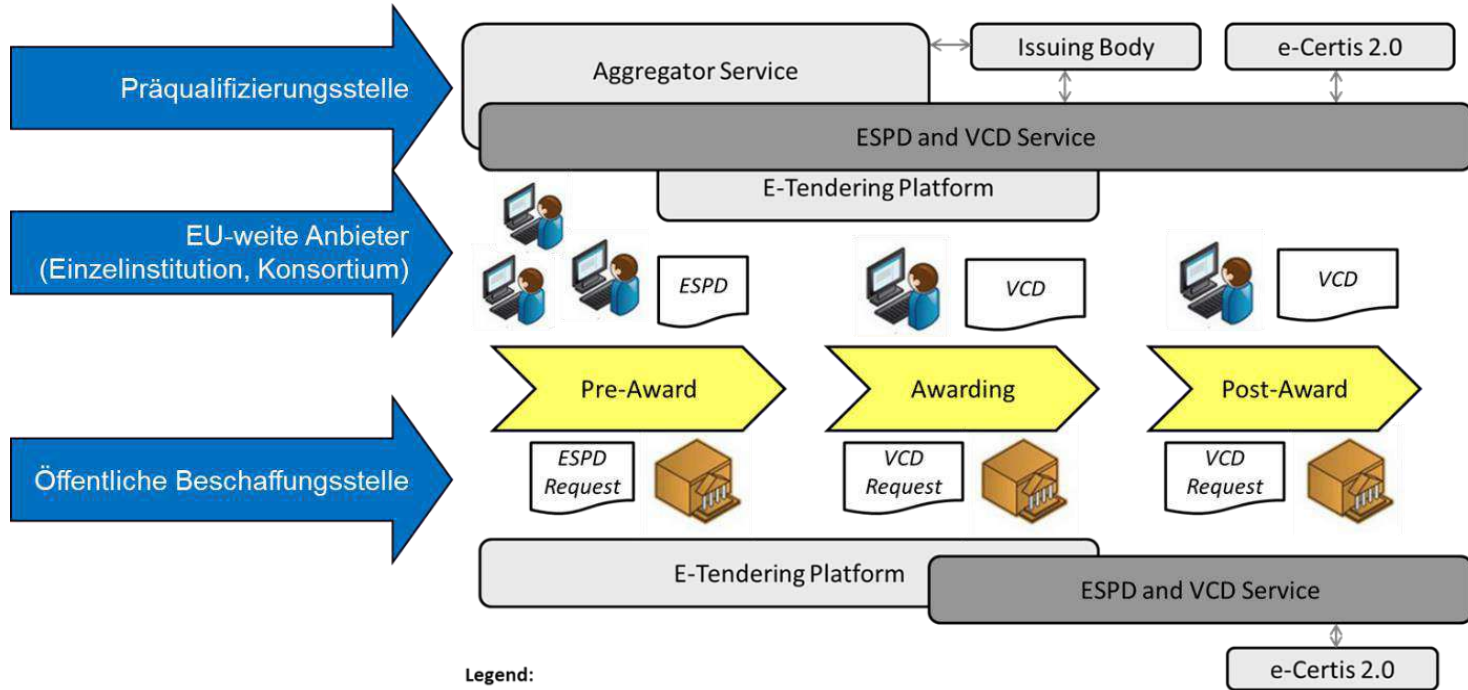 Präqualifizierungsstelle
Aggregator Service
Issuing Body
e-Certis 2.0
ESPD and VCD Service
E-Tendering Platform
EU-weite Anbieter
(Einzelinstitution, Konsortium)
ESPD
VCD
VCD
Pre-Award
Awarding
Post-Award
Öffentliche Beschaffungsstelle
ESPD
Request
VCD
Request
VCD
Request
E-Tendering Platform
ESPD and VCD Service
e-Certis 2.0
Legend: